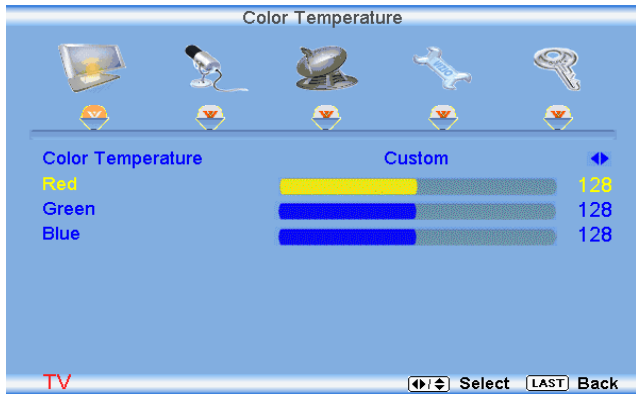 Color Temperature
Color Temperature Custom
Red 128
Green 128
Blue 128
TV Select LAST Back